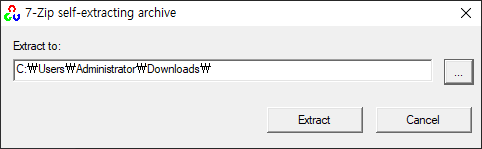 7-Zip self-extracting archive
Extract to:
C:₩Users₩Administrator₩Downloads₩
...
Extract
Cancel